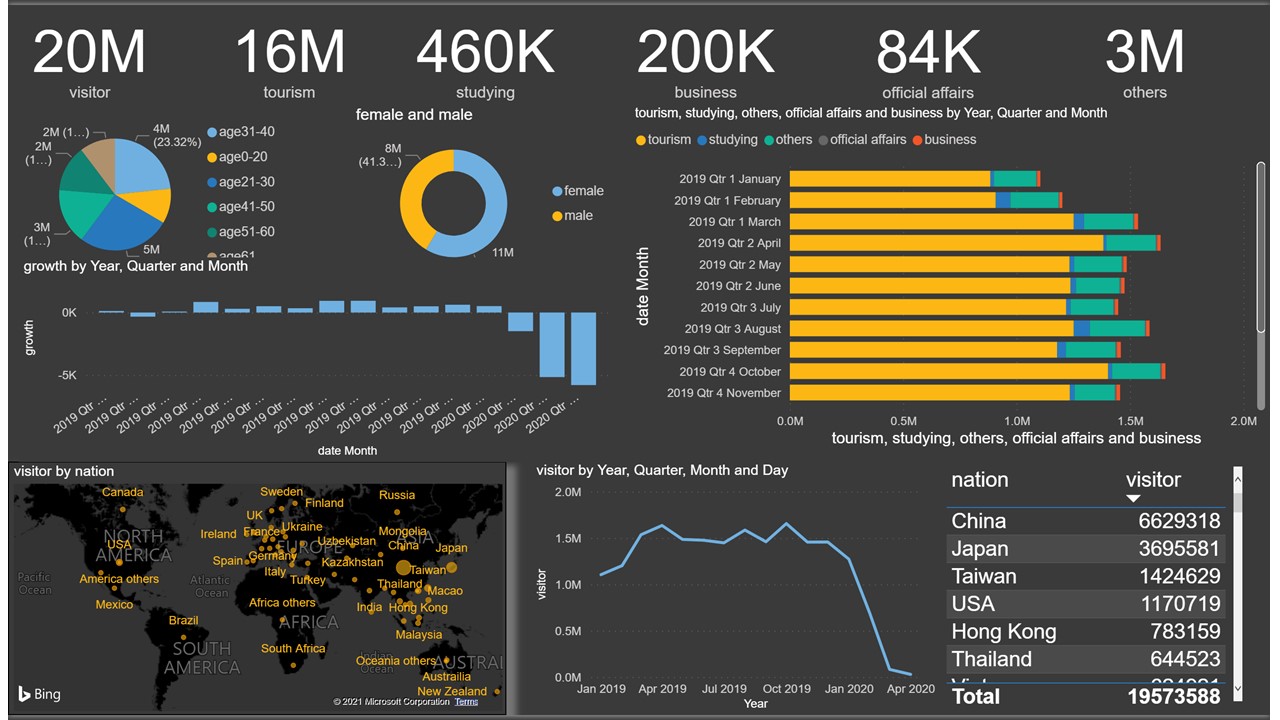 20M
visitor
16M
tourism
460K
studying
200K
business
84K
official affairs
3M
others
4M
(23.32%)
2M (1...)
2M
(1...)
3M
(1...)
5M
age31-40
age0-20
age21-30
age41-50
age51-60
age61
female and male
8M
(41.3...)
11M
female
male
tourism, studying, others, official affairs and business by Year, Quarter and Month
tourism
studying
others
official affairs
business
date Month
2019 Qtr 1 January
2019 Qtr 1 February
2019 Qtr 1 March
2019 Qtr 2 April
2019 Qtr 2 May
2019 Qtr 2 June
2019 Qtr 3 July
2019 Qtr 3 August
2019 Qtr 3 September
2019 Qtr 4 October
2019 Qtr 4 November
0.0M
0.5M
1.0M
1.5M
2.0M
tourism, studying, others, official affairs and business
growth by Year, Quarter and Month
growth
0K
-5K
2019 Qtr ...
2019 Qtr ...
2019 Qtr ...
2019 Qtr ...
2019 Qtr ...
2019 Qtr ...
2019 Qtr ...
2019 Qtr ...
2019 Qtr ...
2019 Qtr ...
2019 Qtr ...
2019 Qtr ...
2020 Qtr ...
2020 Qtr ...
2020 Qtr ...
2020 Qtr ...
date Month
visitor by nation
Canada
Sweden
Finland
Russia
UK
Ireland
France
Ukraine
NORTH
AMERICA
USA
EUROPE
Uzbekistan
Mongolia
ASIA
China
Japan
Spain
Germany
Italy
Kazakhstan
Turkey
Taiwan
Thailand
Macao
Pacific
Ocean
America others
Atlantic
Ocean
Mexico
Africa others
India
Hong Kong
Brazil
AFRICA
Malaysia
SOUTH
AMERICA
South Africa
Indian
Ocean
Oceania others
AUSTRAL
Austrailia
New Zealand
Bing
© 2021 Microsoft Corporation Terms
visitor by Year, Quarter, Month and Day
visitor
2.0M
1.5M
1.0M
0.5M
0.0M
Jan 2019
Apr 2019
Jul 2019
Oct 2019
Jan 2020
Apr 2020
Year
nation visitor
China 6629318
Japan 3695581
Taiwan 1424629
USA 1170719
Hong Kong 783159
Thailand 644523
Total 19573588